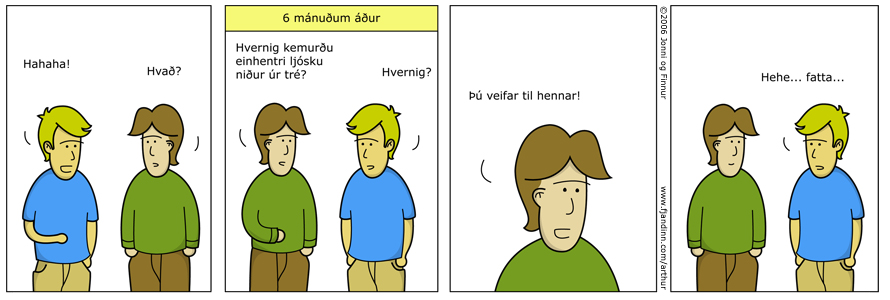 Hahaha!
Hvað?
6 mánuðum áður
Hvernig kemurðu
einhentri ljósku
niður úr tré?
Hvernig?
Þú veifar til hennar!
©2006 Jonni og Finnur
www.fjandinn.com/arthur
Hehe... fatta...